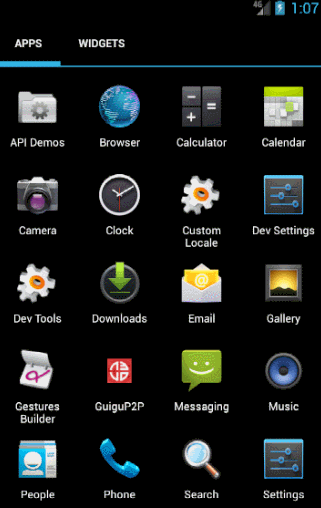 4G 1:07
APPS WIDGETS
API Demos Browser Calculator Calendar
Camera Clock Custom Locale Dev Settings
Dev Tools Downloads Email Gallery
Gestures Builder GuiguP2P Messaging Music
People Phone Search Settings